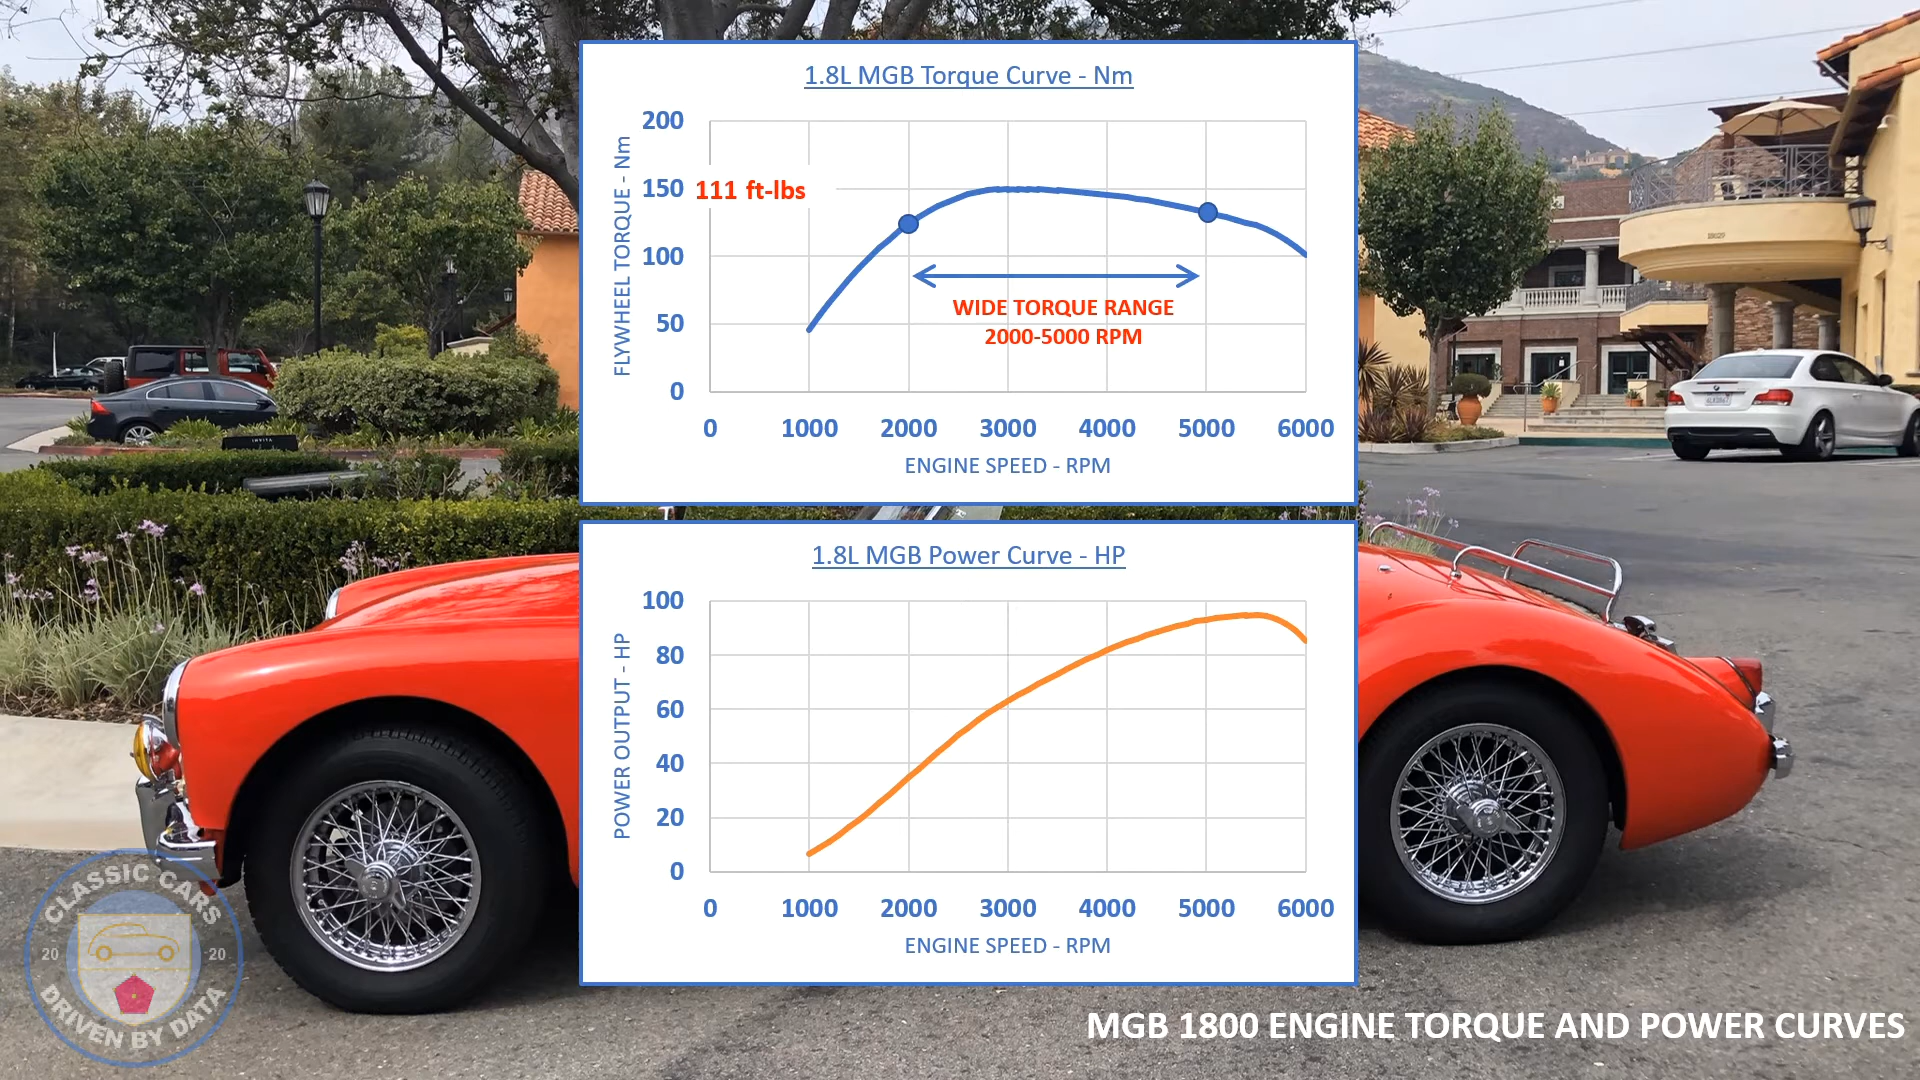 1.8L MGB Torque Curve - Nm
FLYWHEEL TORQUE - Nm
200
150
100
50
0
111 ft-lbs
WIDE TORQUE RANGE
2000-5000 RPM
0 1000 2000 3000 4000 5000 6000
ENGINE SPEED - RPM
1.8L MGB Power Curve - HP
POWER OUTPUT - HP
100
80
60
40
20
0
0 1000 2000 3000 4000 5000 6000
ENGINE SPEED - RPM
CLASSIC CARS
20 20
DRIVEN BY DATA
MGB 1800 ENGINE TORQUE AND POWER CURVES